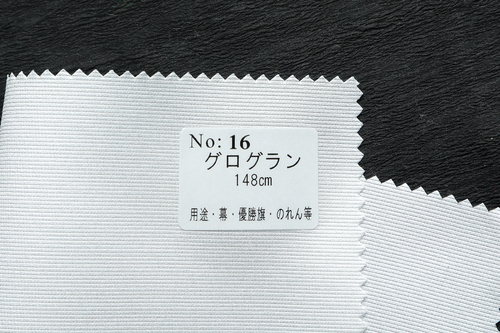 No: 16
グログラン
148cm
用途・幕・優勝旗・のれん等